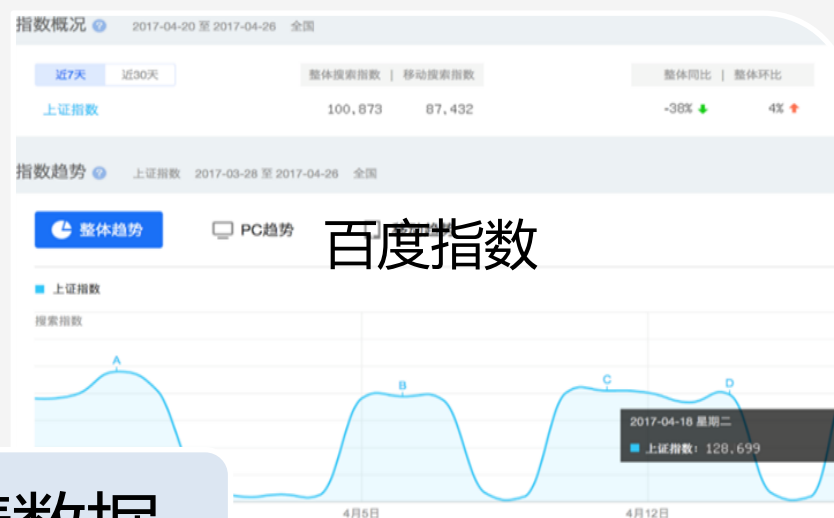 指数概况 2017-04-20 至 2017-04-26 全国
近7天 近30天 整体搜索指数 | 移动搜索指数 整体同比 | 整体环比
上证指数 100,873 87,432 -38% 4%
指数趋势 上证指数 2017-03-28 至 2017-04-26 全国
整体趋势 PC趋势
百度指数
上证指数
搜索指数
A
B
C
D
2017-04-18 星期二
上证指数: 128,699
4月5日 4月12日
数据